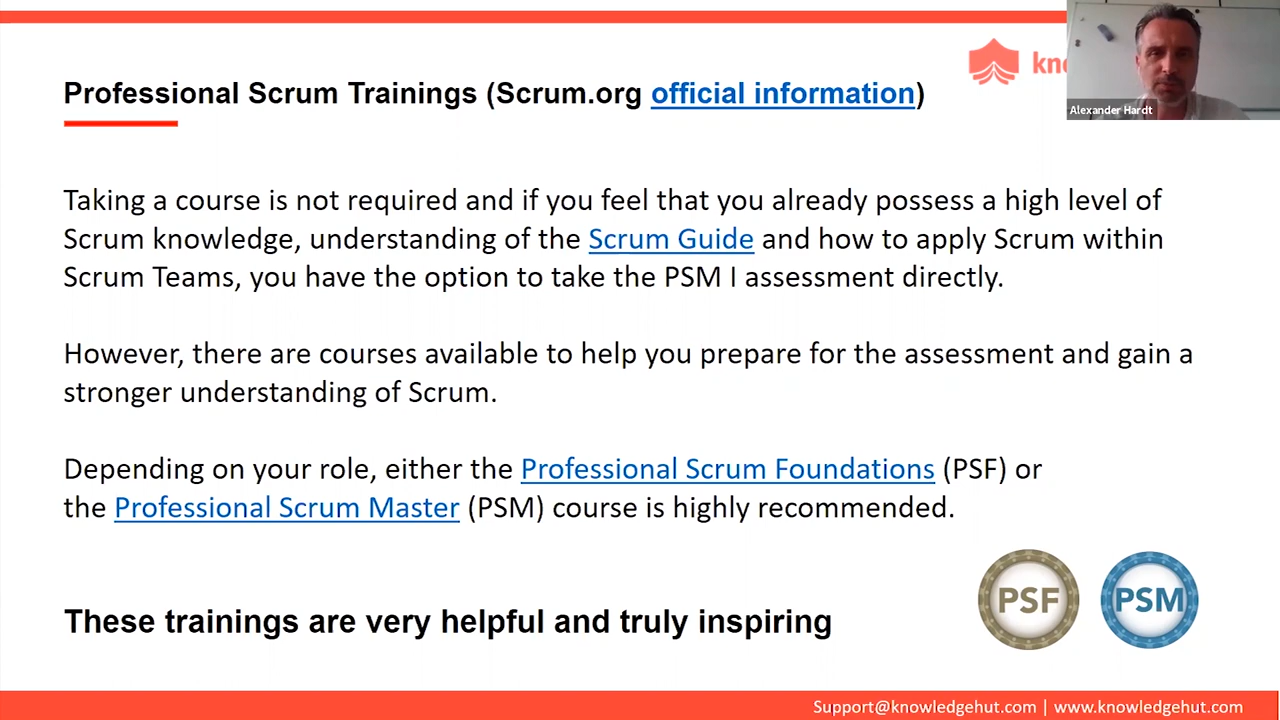 Professional Scrum Trainings (Scrum.org official information)
Alexander Hardt
Taking a course is not required and if you feel that you already possess a high level of
Scrum knowledge, understanding of the Scrum Guide and how to apply Scrum within
Scrum Teams, you have the option to take the PSM I assessment directly.
However, there are courses available to help you prepare for the assessment and gain a
stronger understanding of Scrum.
Depending on your role, either the Professional Scrum Foundations (PSF) or
the Professional Scrum Master (PSM) course is highly recommended.
PSF PSM
These trainings are very helpful and truly inspiring
Support@knowledgehut.com | www.knowledgehut.com